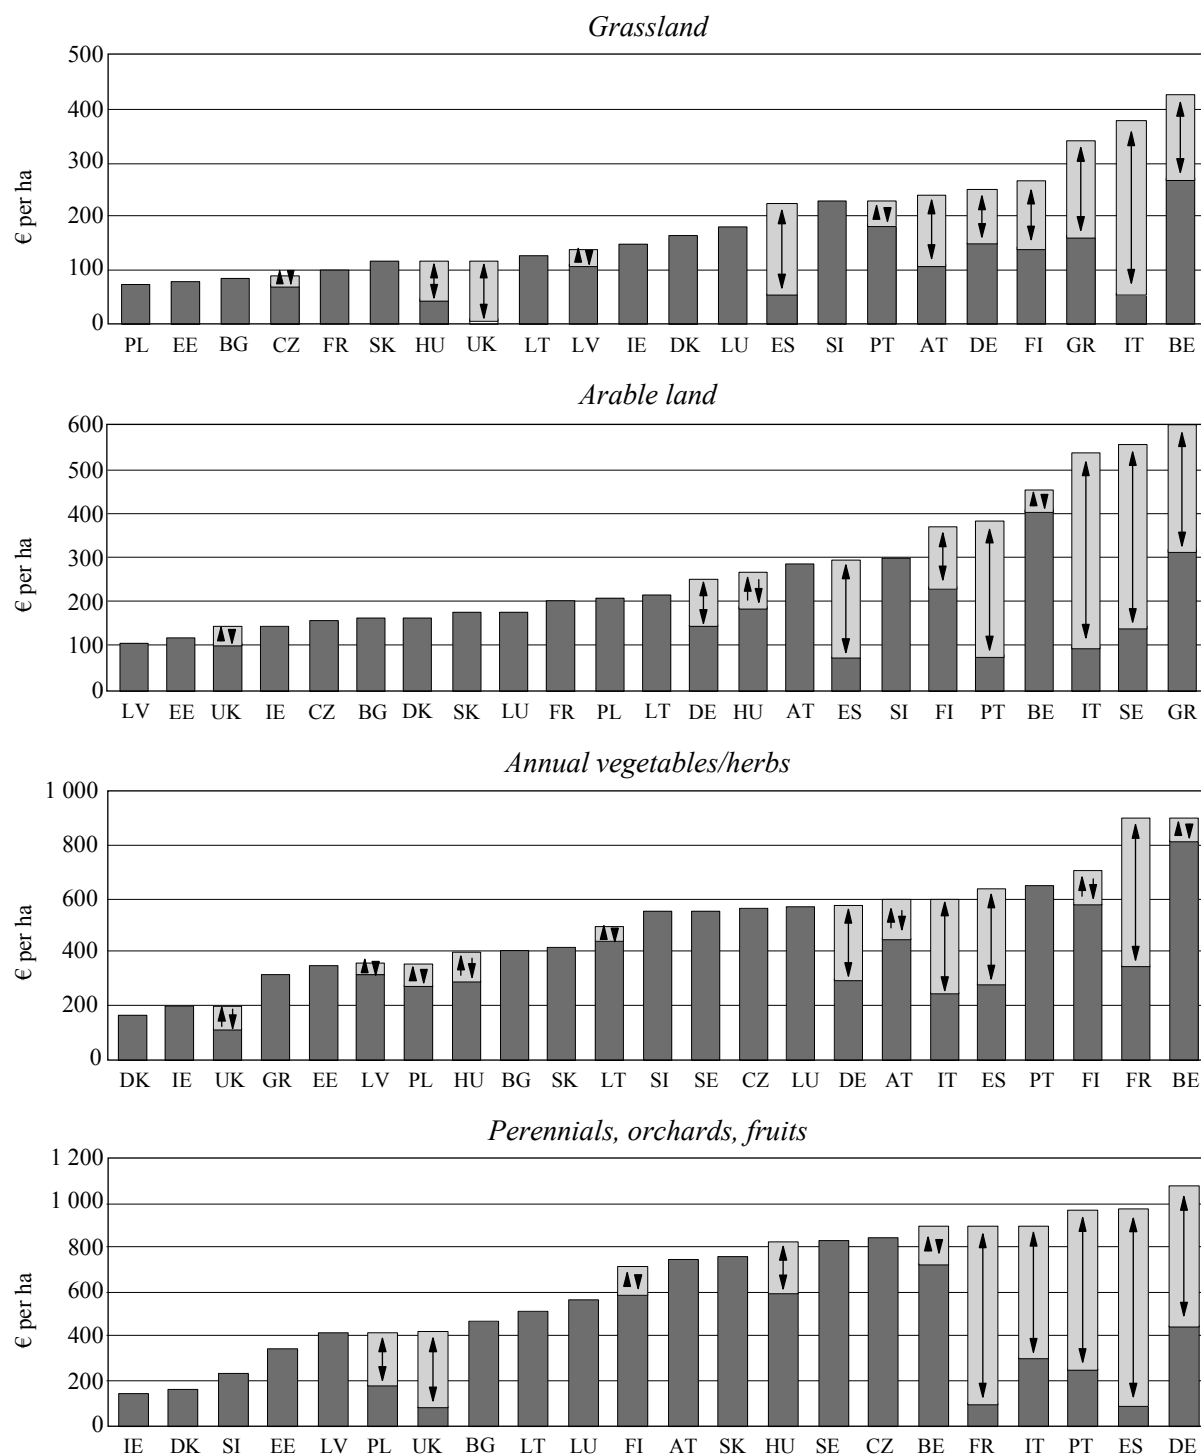 Grassland
500
400
300
200
100
0
€ per ha
PL EE BG CZ FR SK HU UK LT LV IE DK LU ES SI PT AT DE FI GR IT BE
Arable land
600
500
400
300
200
100
0
€ per ha
LV EE UK IE CZ BG DK SK LU FR PL LT DE HU AT ES SI FI PT BE IT SE GR
Annual vegetables/herbs
1 000
800
600
400
200
0
€ per ha
DK IE UK GR EE LV PL HU BG SK LT SI SE CZ LU DE AT IT ES PT FI FR BE
Perennials, orchards, fruits
1 200
1 000
800
600
400
200
0
€ per ha
IE DK SI EE LV PL UK BG LT LU FI AT SK HU SE CZ BE FR IT PT ES DE